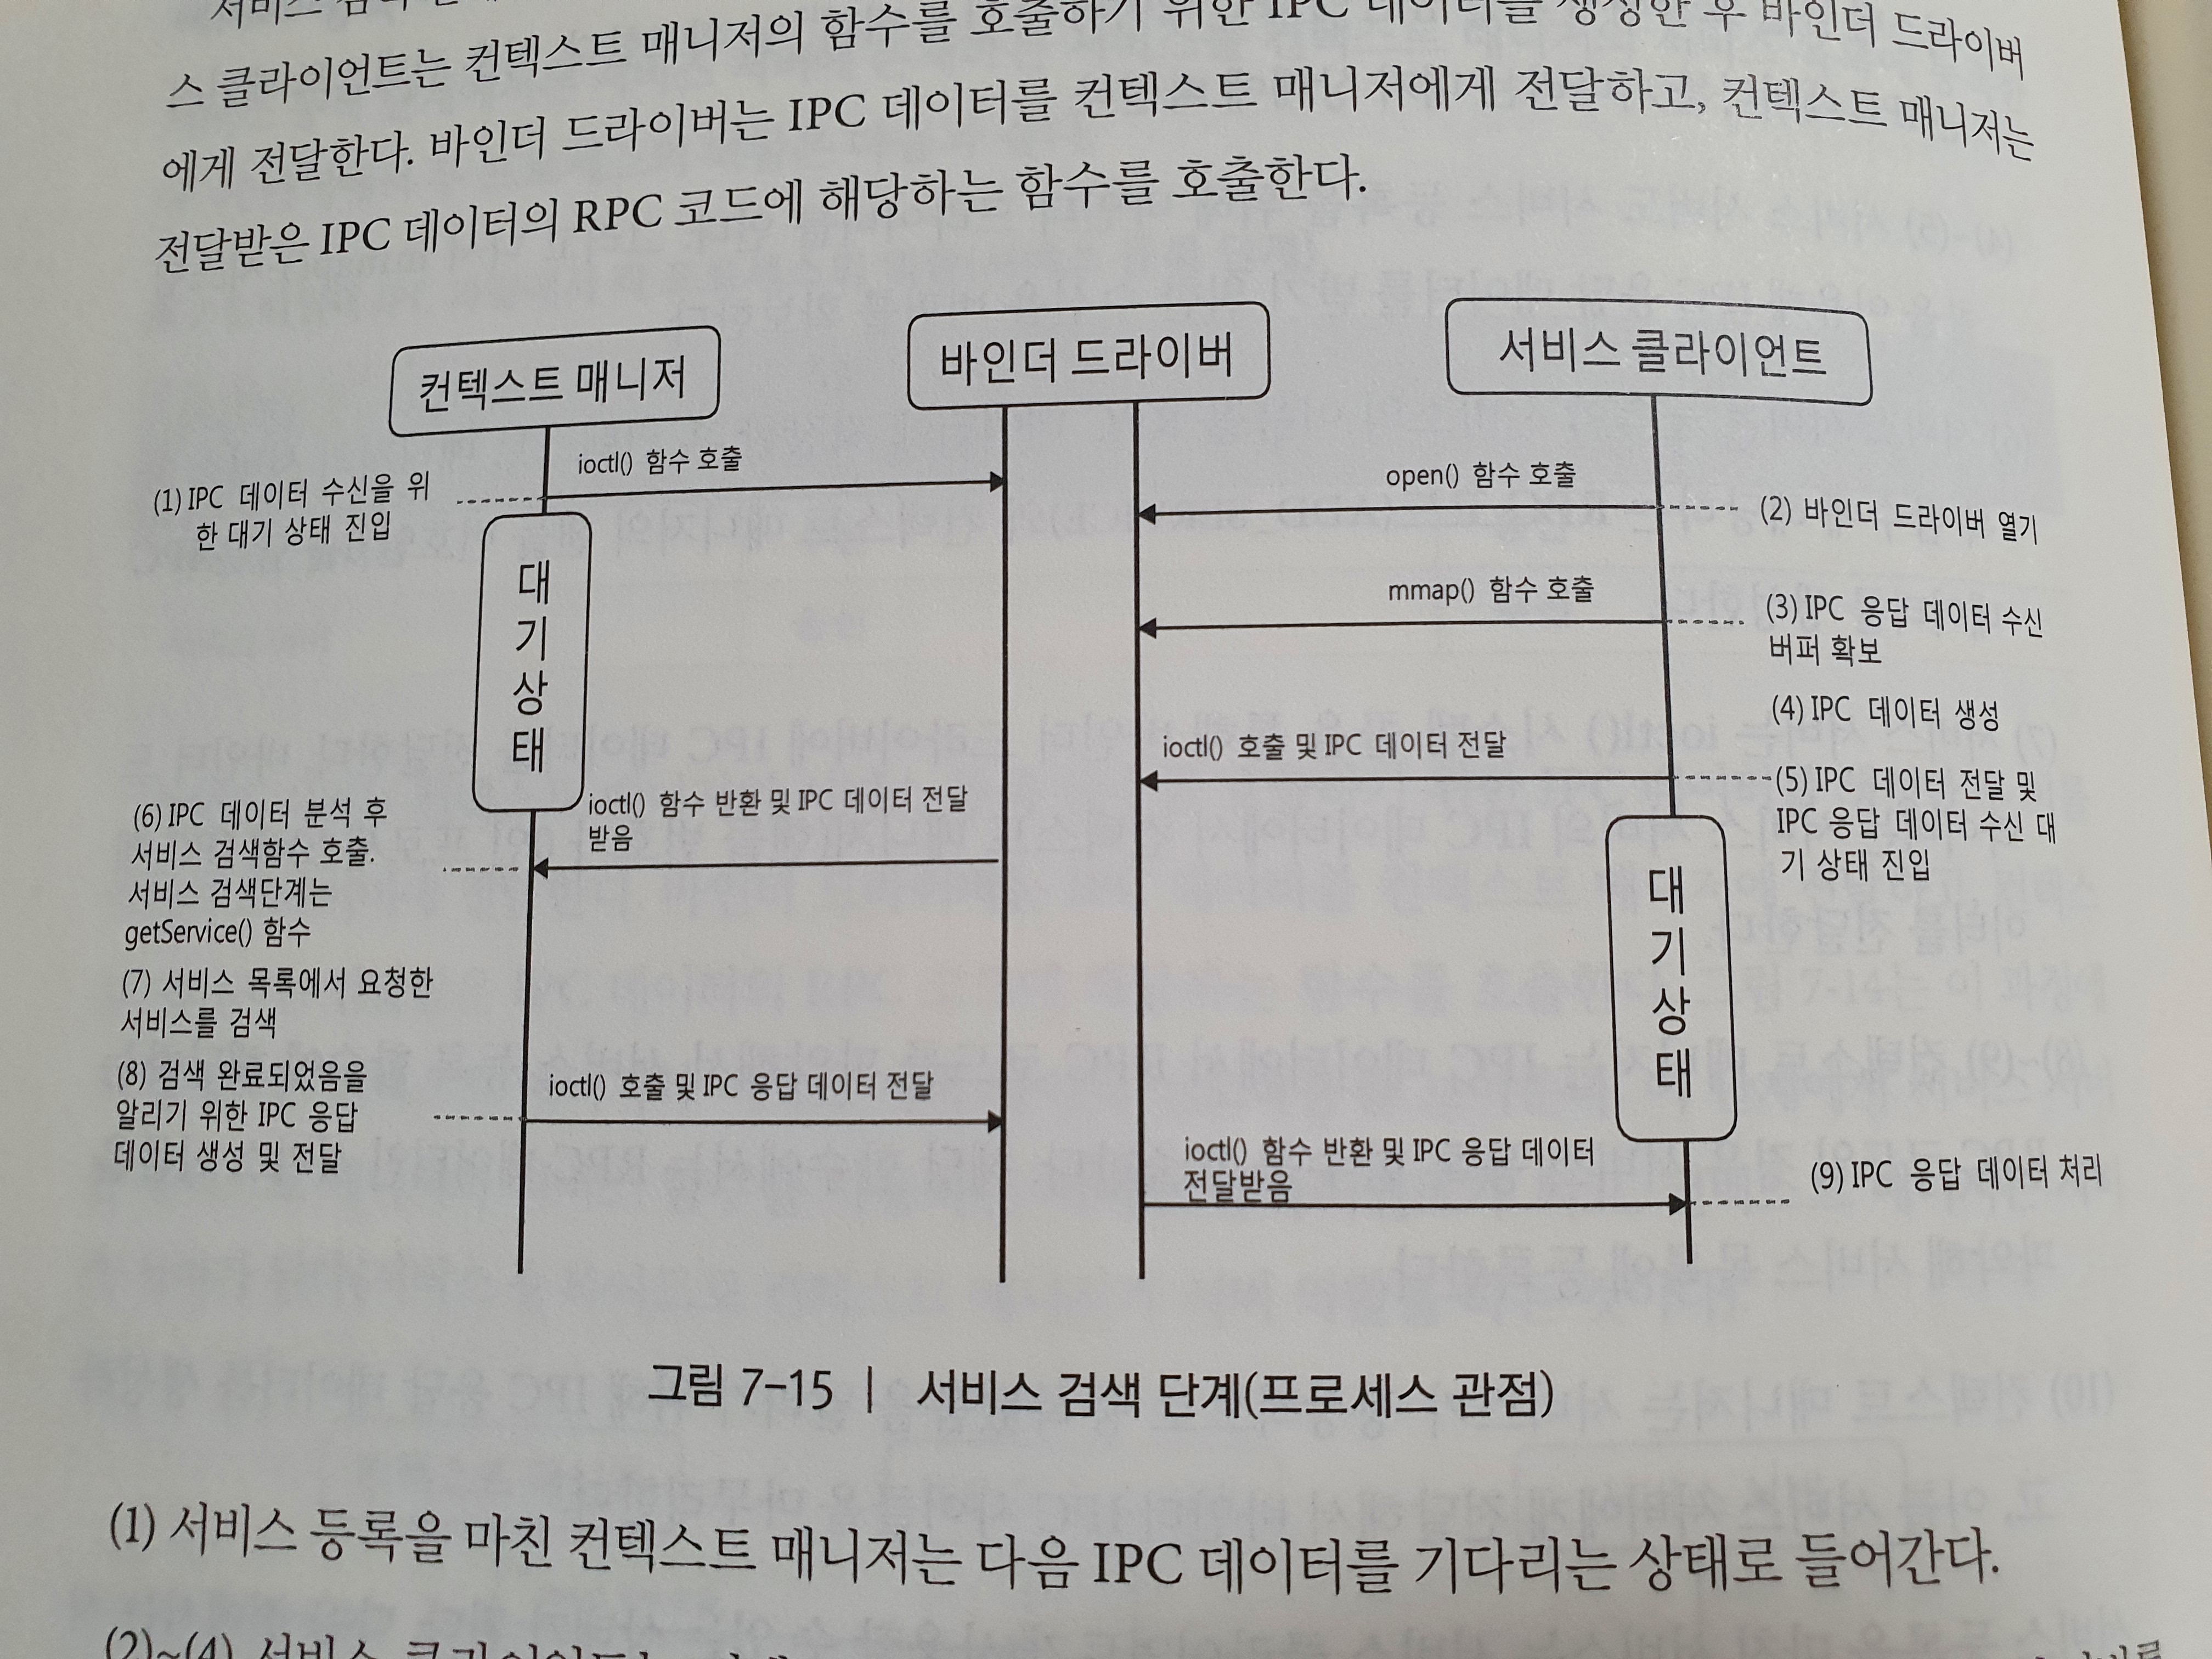 서비스 검색
스 클라이언트는 컨텍스트 매니저의 함수를 호출하기 위한 IPC 데이터를 생성한 후 바인더 드라이버
에게 전달한다. 바인더 드라이버는 IPC 데이터를 컨텍스트 매니저에게 전달하고, 컨텍스트 매니저는
전달받은 IPC 데이터의 RPC 코드에 해당하는 함수를 호출한다.
컨텍스트 매니저
바인더 드라이버
서비스 클라이언트
ioctl() 함수 호출
(1) IPC 데이터 수신을 위
한 대기 상태 진입
open() 함수 호출
(2) 바인더 드라이버 열기
대
기
상
태
mmap() 함수 호출
(3) IPC 응답 데이터 수신
버퍼 확보
(4) IPC 데이터 생성
ioctl() 호출 및 IPC 데이터 전달
(5) IPC 데이터 전달 및
IPC 응답 데이터 수신 대
기 상태 진입
ioctl() 함수 반환 및 IPC 데이터 전달
받음
(6) IPC 데이터 분석 후
서비스 검색함수 호출.
서비스 검색단계는
getService() 함수
대
기
상
태
(7) 서비스 목록에서 요청한
서비스를 검색
(8) 검색 완료되었음을
알리기 위한 IPC 응답
데이터 생성 및 전달
ioctl() 호출 및 IPC 응답 데이터 전달
ioctl() 함수 반환 및 IPC 응답 데이터
전달받음
(9) IPC 응답 데이터 처리
그림 7-15 | 서비스 검색 단계(프로세스 관점)
(1) 서비스 등록을 마친 컨텍스트 매니저는 다음 IPC 데이터를 기다리는 상태로 들어간다.
(2)~(4) 서비스 클라이언트는